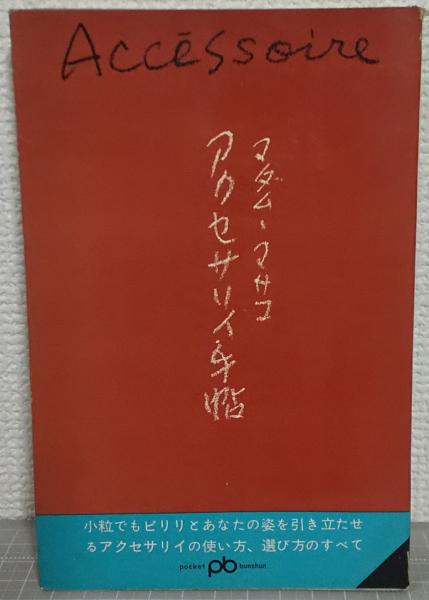 Accēssoire
マダム・マサコ
アクセサリイ手帖
小粒でもピリリとあなたの姿を引き立たせ
るアクセサリイの使い方、選び方のすべて
pocket pb bunshun